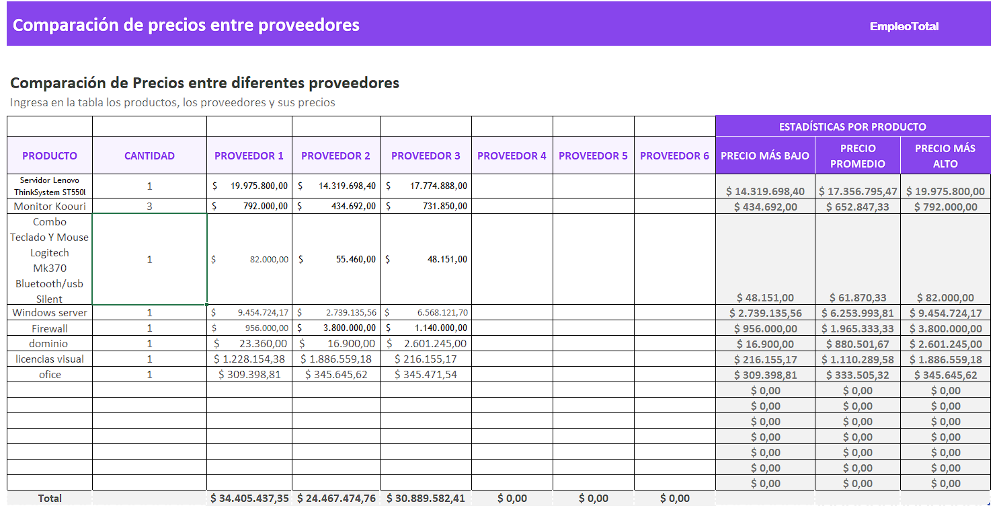 Comparación de precios entre proveedores
EmpleoTotal
Comparación de Precios entre diferentes proveedores
Ingresa en la tabla los productos, los proveedores y sus precios
ESTADÍSTICAS POR PRODUCTO
PRODUCTO CANTIDAD PROVEEDOR 1 PROVEEDOR 2 PROVEEDOR 3 PROVEEDOR 4 PROVEEDOR 5 PROVEEDOR 6 PRECIO MÁS BAJO PRECIO PROMEDIO PRECIO MÁS ALTO
Servidor Lenovo
ThinkSystem ST550l 1 $ 19.975.800,00 $ 14.319.698,40 $ 17.774.888,00 $ 14.319.698,40 $ 17.356.795,47 $ 19.975.800,00
Monitor Koouri 3 $ 792.000,00 $ 434.692,00 $ 731.850,00 $ 434.692,00 $ 652.847,33 $ 792.000,00
Combo
Teclado Y Mouse
Logitech
Mk370
Bluetooth/usb
Silent 1 $ 82.000,00 $ 55.460,00 $ 48.151,00 $ 48.151,00 $ 61.870,33 $ 82.000,00
Windows server 1 $ 9.454.724,17 $ 2.739.135,56 $ 6.568.121,70 $ 2.739.135,56 $ 6.253.993,81 $ 9.454.724,17
Firewall 1 $ 956.000,00 $ 3.800.000,00 $ 1.140.000,00 $ 956.000,00 $ 1.965.333,33 $ 3.800.000,00
dominio 1 $ 23.360,00 $ 16.900,00 $ 2.601.245,00 $ 16.900,00 $ 880.501,67 $ 2.601.245,00
licencias visual 1 $ 1.228.154,38 $ 1.886.559,18 $ 216.155,17 $ 216.155,17 $ 1.110.289,58 $ 1.886.559,18
ofice 1 $ 309.398,81 $ 345.645,62 $ 345.471,54 $ 309.398,81 $ 333.505,32 $ 345.645,62
$ 0,00 $ 0,00 $ 0,00
$ 0,00 $ 0,00 $ 0,00
$ 0,00 $ 0,00 $ 0,00
$ 0,00 $ 0,00 $ 0,00
$ 0,00 $ 0,00 $ 0,00
$ 0,00 $ 0,00 $ 0,00
$ 0,00 $ 0,00 $ 0,00
Total $ 34.405.437,35 $ 24.467.474,76 $ 30.889.582,41 $ 0,00 $ 0,00 $ 0,00